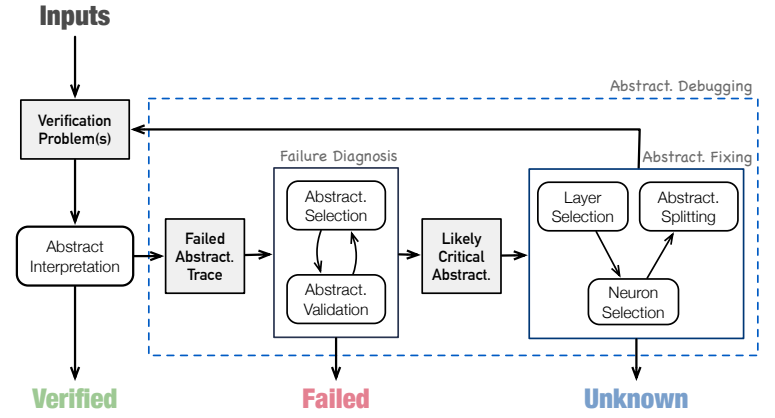 Inputs
Abstract. Debugging
Verification
Problem(s)
Failure Diagnosis
Abstract. Fixing
Abstract.
Selection
Layer
Selection
Abstract.
Splitting
Abstract
Interpretation
Failed
Abstract.
Trace
Likely
Critical
Abstract.
Abstract.
Validation
Neuron
Selection
Verified
Failed
Unknown